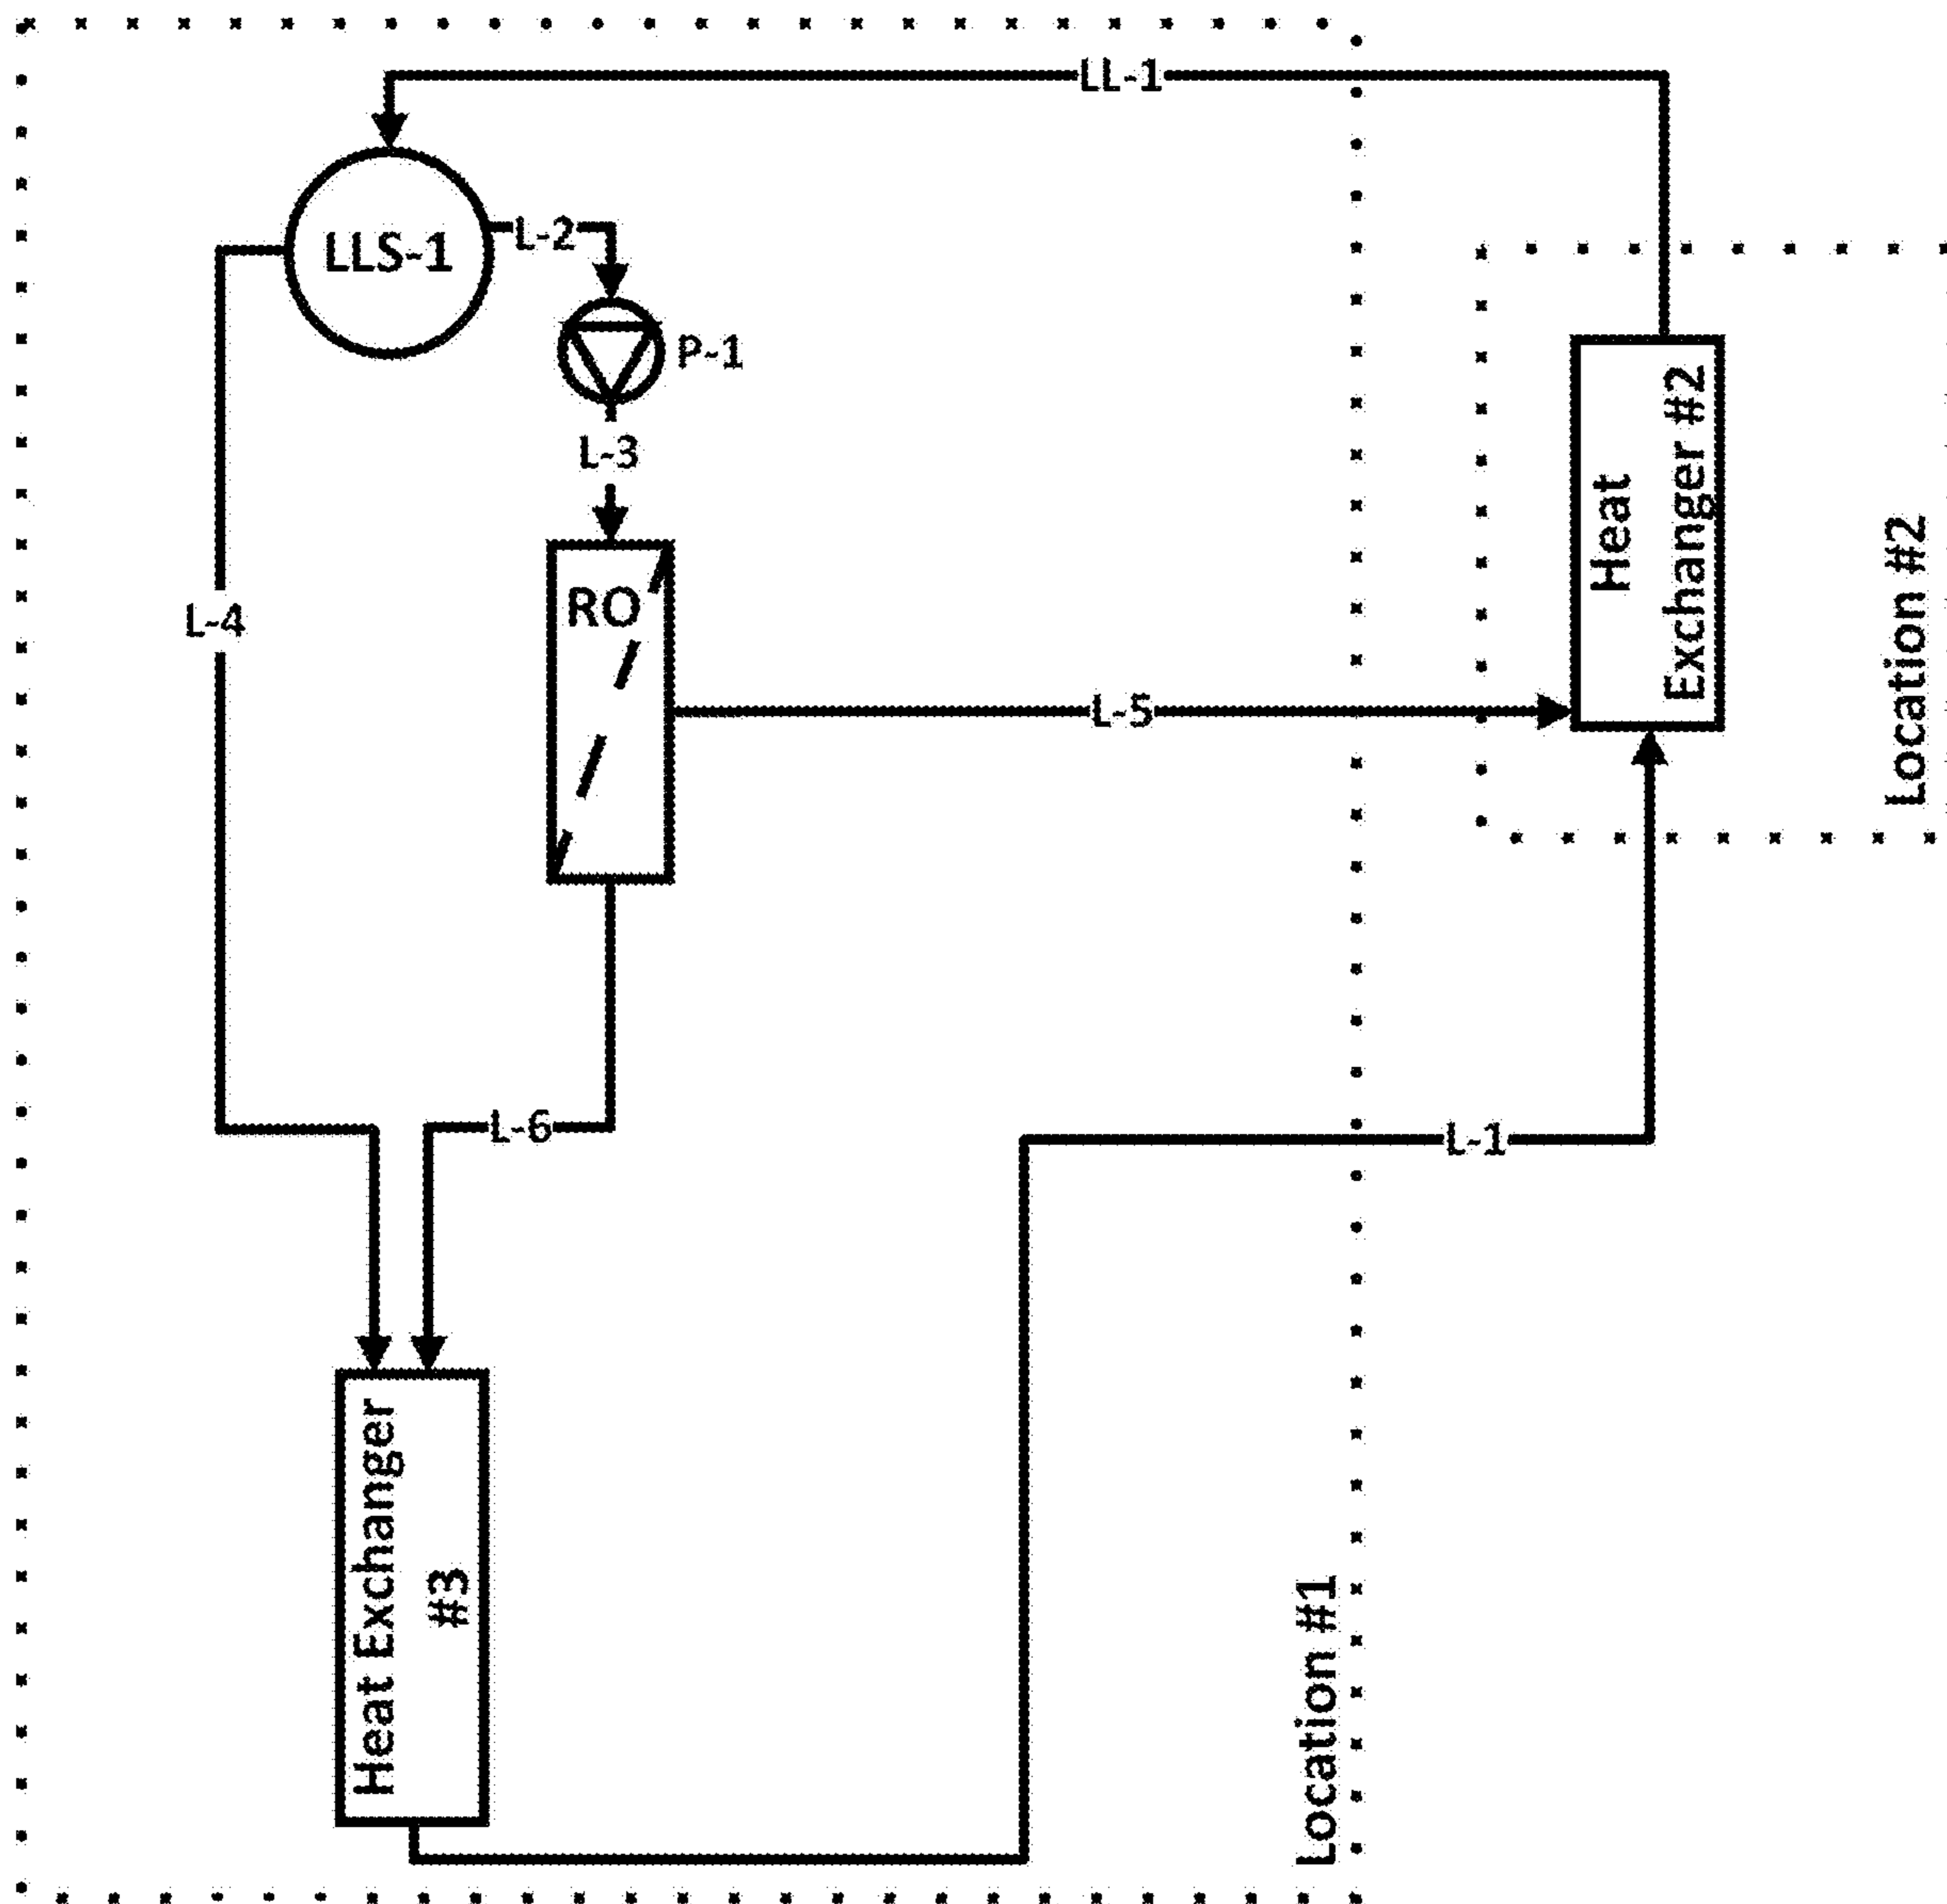 LL-1
LLS-1
L-2
P-1
L-3
RO
L-4
L-5
Heat
Exchanger #2
Location #2
L-6
L-1
Heat Exchanger
#3
Location #1